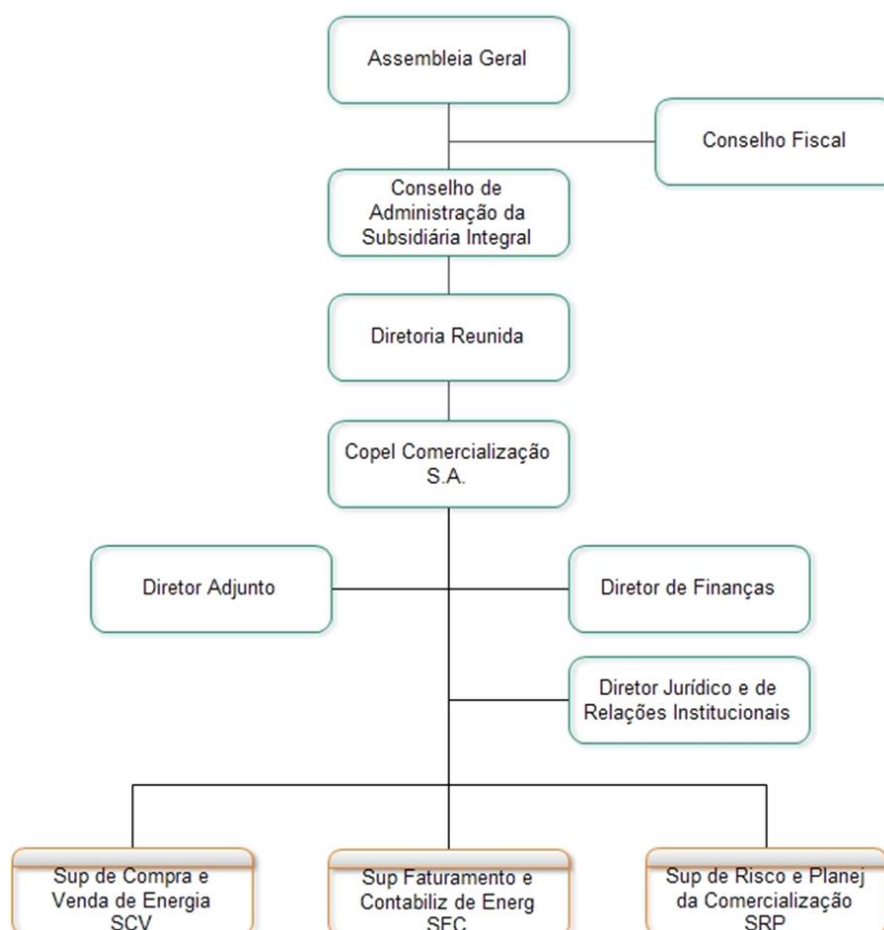 Assembleia Geral
Conselho Fiscal
Conselho de
Administração da
Subsidiária Integral
Diretoria Reunida
Copel Comercialização
S.A.
Diretor Adjunto
Diretor de Finanças
Diretor Jurídico e de
Relações Institucionais
Sup de Compra e
Venda de Energia
SCV
Sup Faturamento e
Contabiliz de Energ
SFC
Sup de Risco e Planej
da Comercialização
SRP